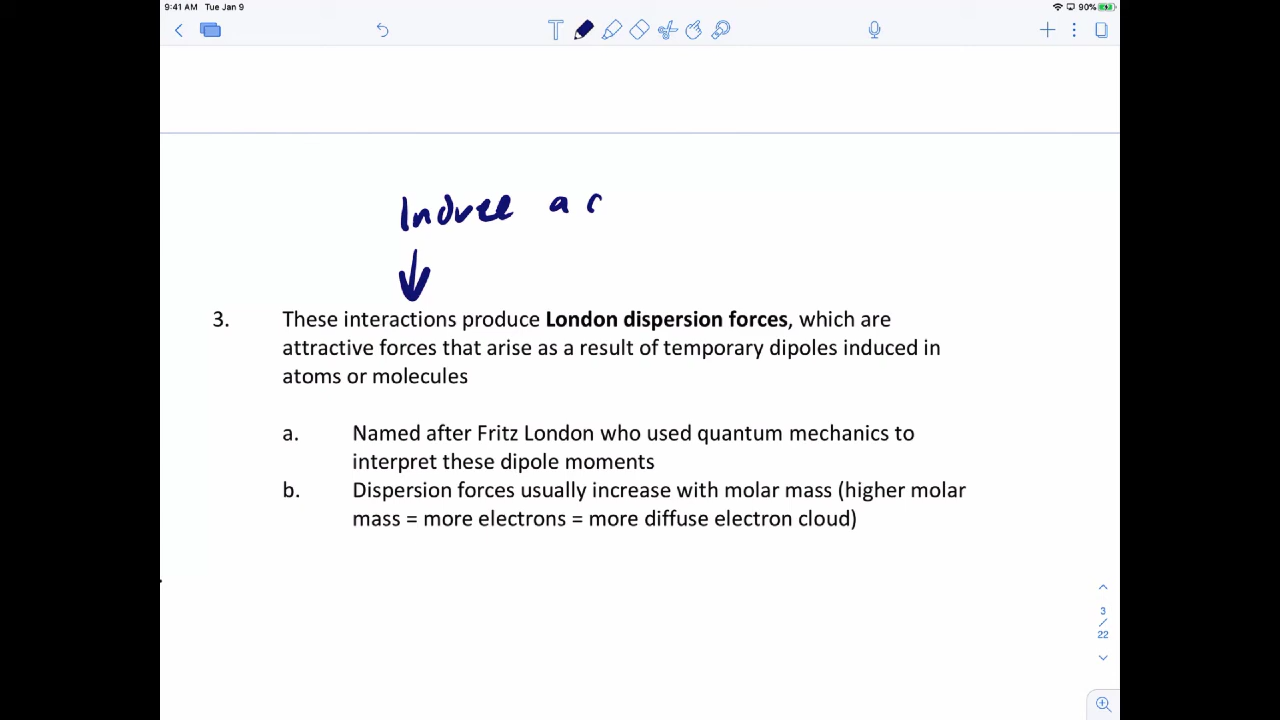 9:41 AM Tue Jan 9
90%
T
Induce a
3. These interactions produce London dispersion forces, which are
attractive forces that arise as a result of temporary dipoles induced in
atoms or molecules
a. Named after Fritz London who used quantum mechanics to
interpret these dipole moments
b. Dispersion forces usually increase with molar mass (higher molar
mass = more electrons = more diffuse electron cloud)
3
/
22